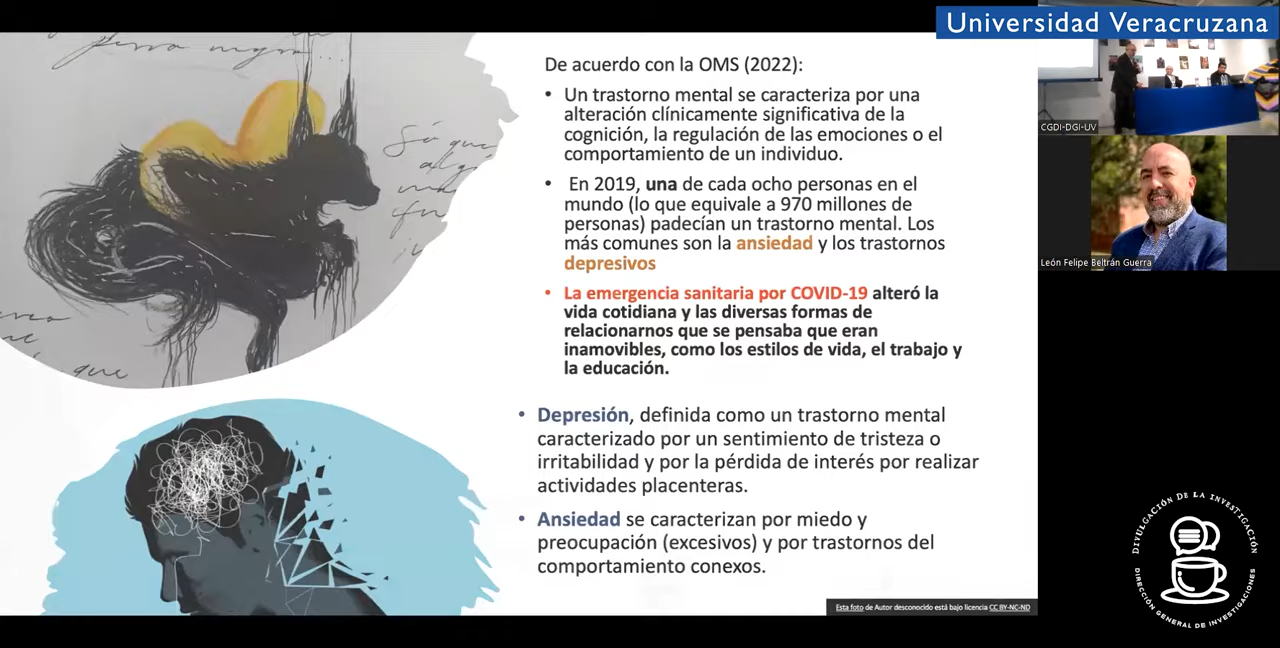 Universidad Veracruzana
De acuerdo con la OMS (2022):
• Un trastorno mental se caracteriza por una
alteración clínicamente significativa de la
cognición, la regulación de las emociones o el
comportamiento de un individuo.
• En 2019, una de cada ocho personas en el
mundo (lo que equivale a 970 millones de
personas) padecían un trastorno mental. Los
más comunes son la ansiedad y los trastornos
depresivos
• La emergencia sanitaria por COVID-19 alteró la
vida cotidiana y las diversas formas de
relacionarnos que se pensaba que eran
inamovibles, como los estilos de vida, el trabajo y
la educación.
• Depresión, definida como un trastorno mental
caracterizado por un sentimiento de tristeza o
irritabilidad y por la pérdida de interés por realizar
actividades placenteras.
• Ansiedad se caracterizan por miedo y
preocupación (excesivos) y por trastornos del
comportamiento conexos.
Esta foto de Autor desconocido está bajo licencia CC BY-NC-ND
perro negro
que
CGDI-DGI-UV
León Felipe Beltrán Guerra
DIVULGACIÓN DE LA INVESTIGACIÓN
DIRECCIÓN GENERAL DE INVESTIGACIONES